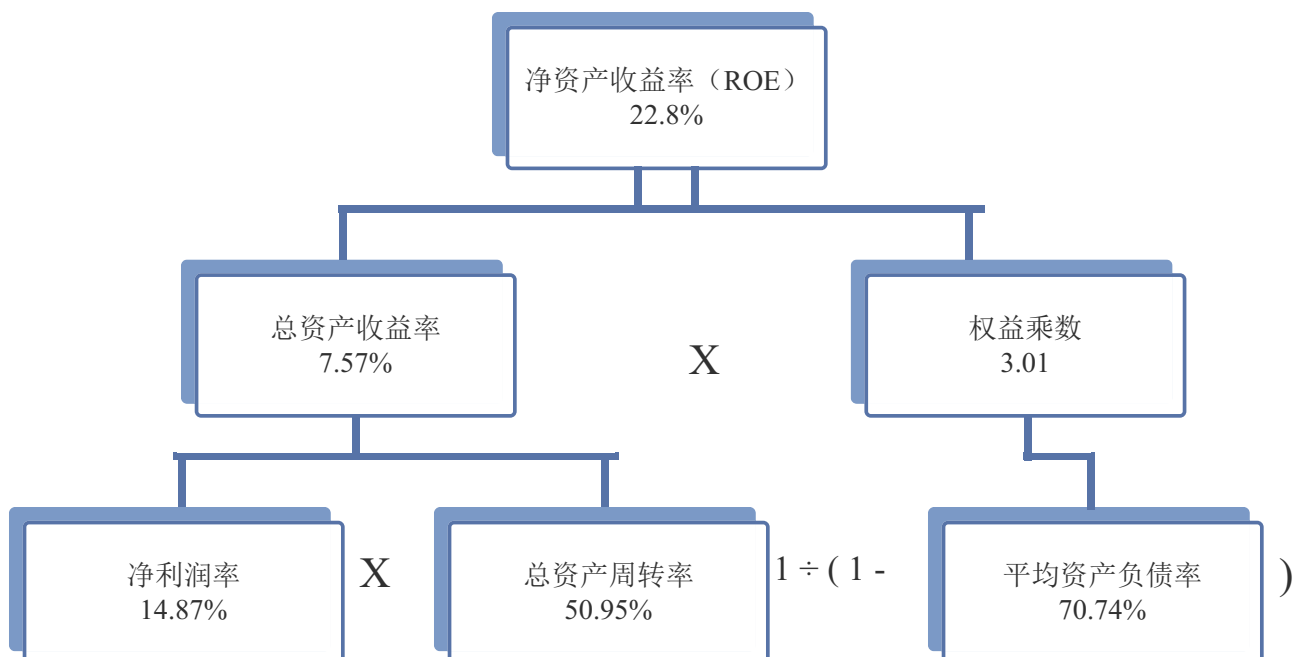 净资产收益率（ROE）
22.8%
总资产收益率
7.57%
X
权益乘数
3.01
净利润率
14.87%
X
总资产周转率
50.95%
1 ÷ ( 1 -
平均资产负债率
70.74%
)